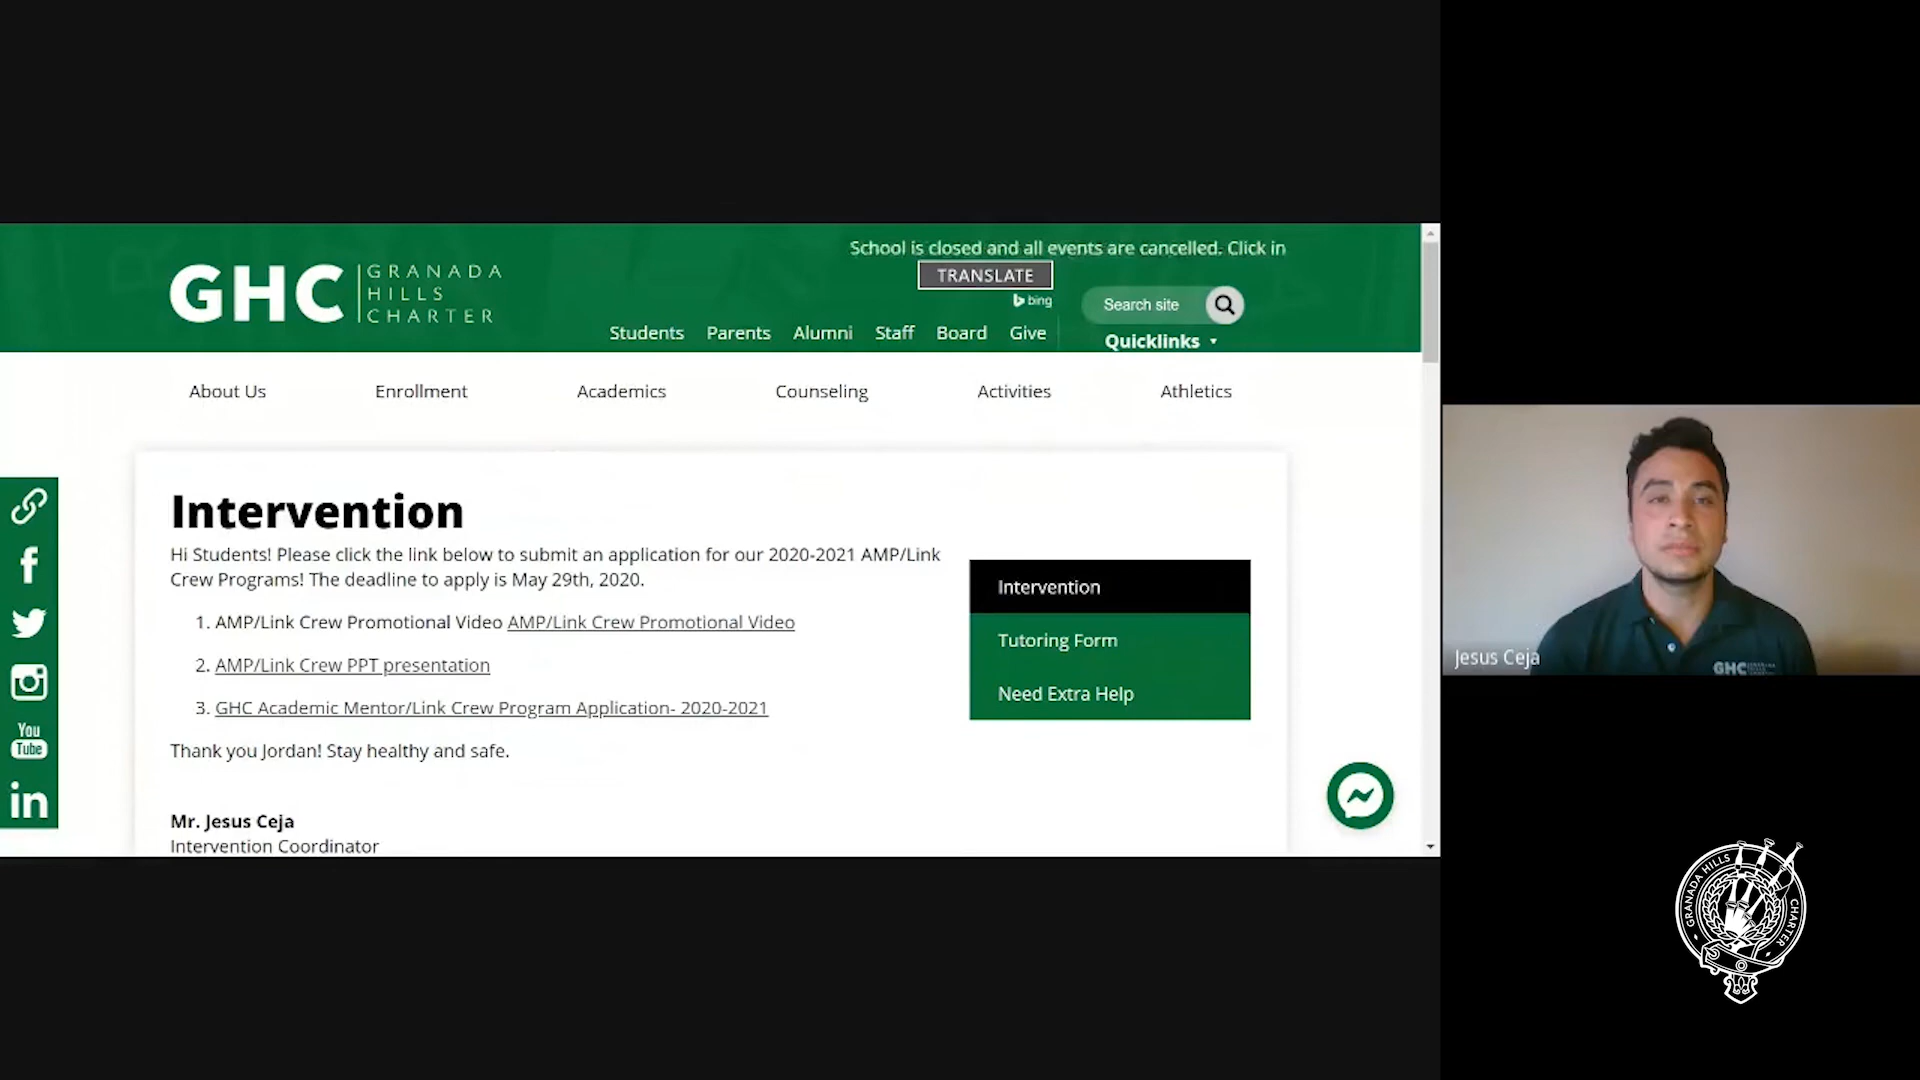 School is closed and all events are cancelled. Click in
TRANSLATE
bing
GHC
GRANADA
HILLS
CHARTER
Search site
Students Parents Alumni Staff Board Give
Quicklinks
About Us Enrollment Academics Counseling Activities Athletics
Intervention
Hi Students! Please click the link below to submit an application for our 2020-2021 AMP/Link
Crew Programs! The deadline to apply is May 29th, 2020.
1. AMP/Link Crew Promotional Video AMP/Link Crew Promotional Video
2. AMP/Link Crew PPT presentation
3. GHC Academic Mentor/Link Crew Program Application- 2020-2021
Thank you Jordan! Stay healthy and safe.
Mr. Jesus Ceja
Intervention Coordinator
Intervention
Tutoring Form
Need Extra Help
You
Tube
in
Jesus Ceja
GHC
GRANADA HILLS CHARTER